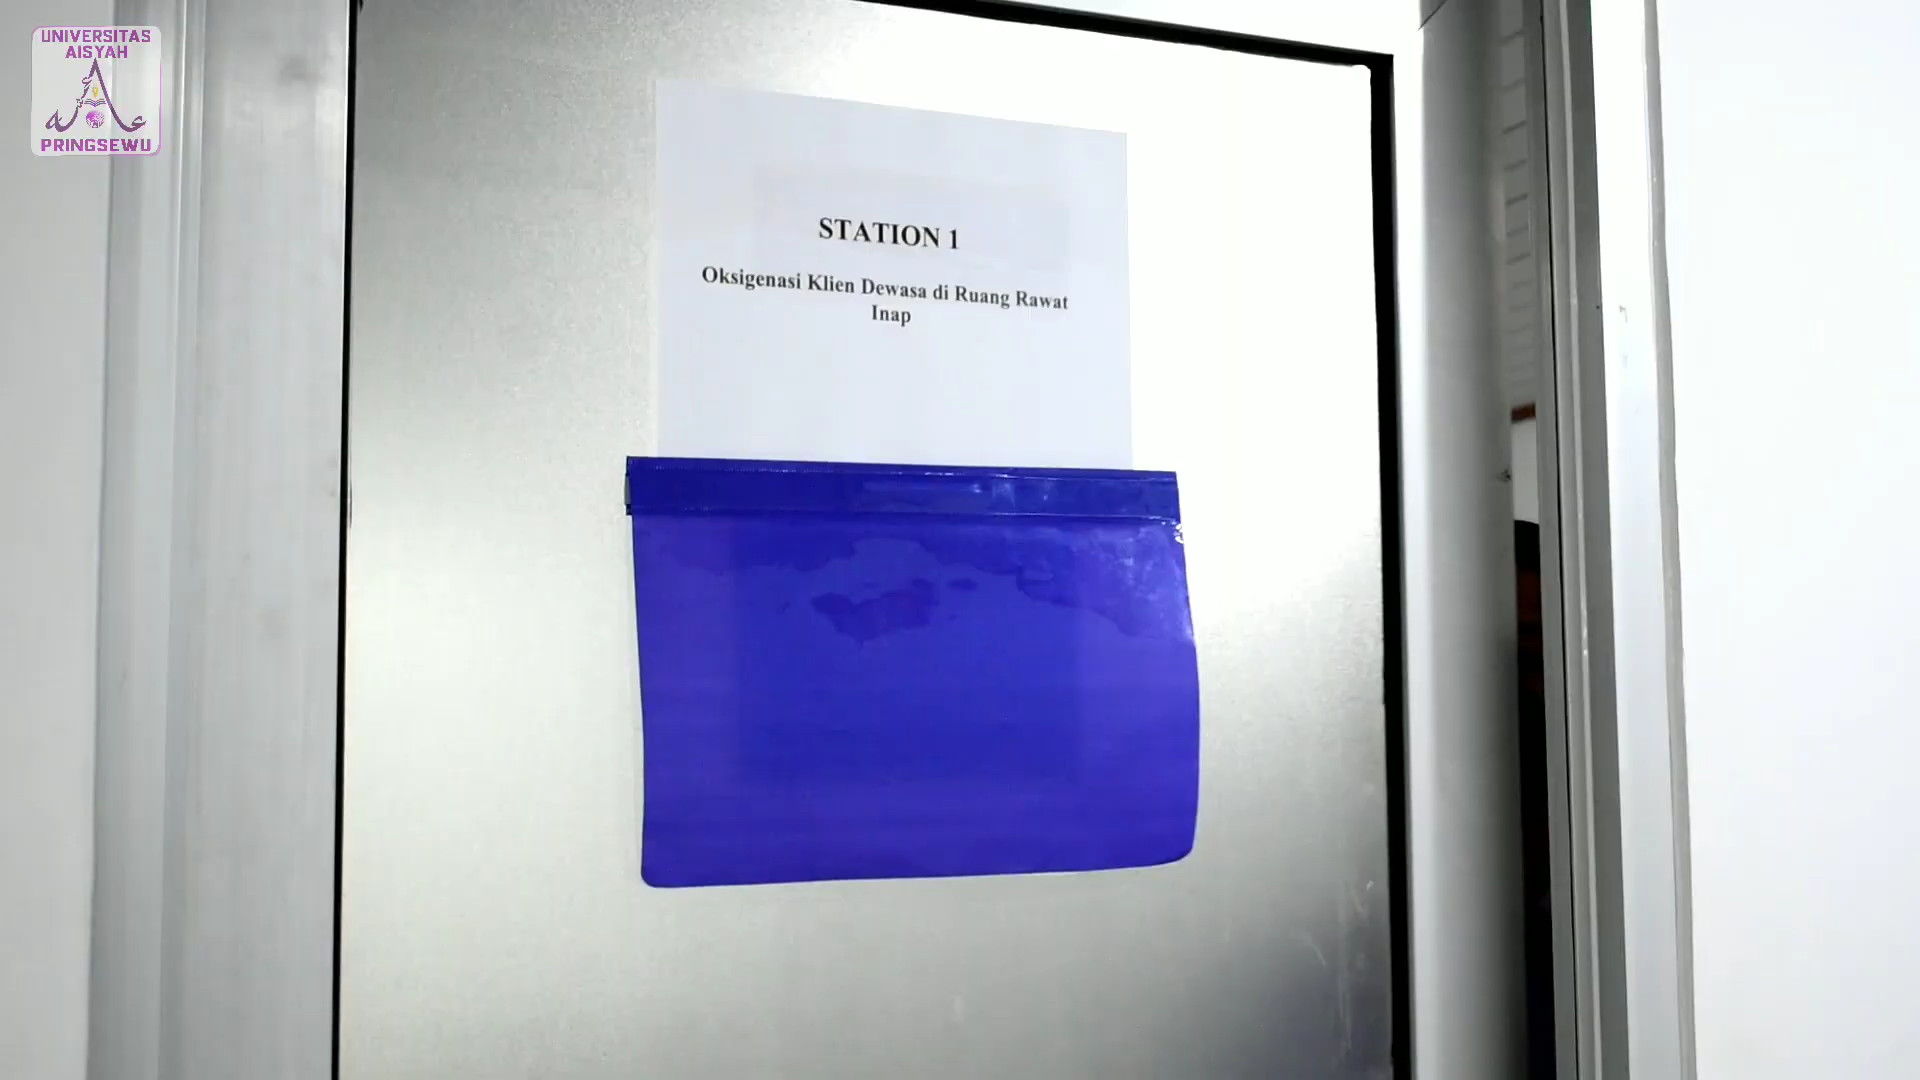 UNIVERSITAS
AISYAH
PRINGSEWU
STATION 1
Oksigenasi Klien Dewasa di Ruang Rawat
Inap